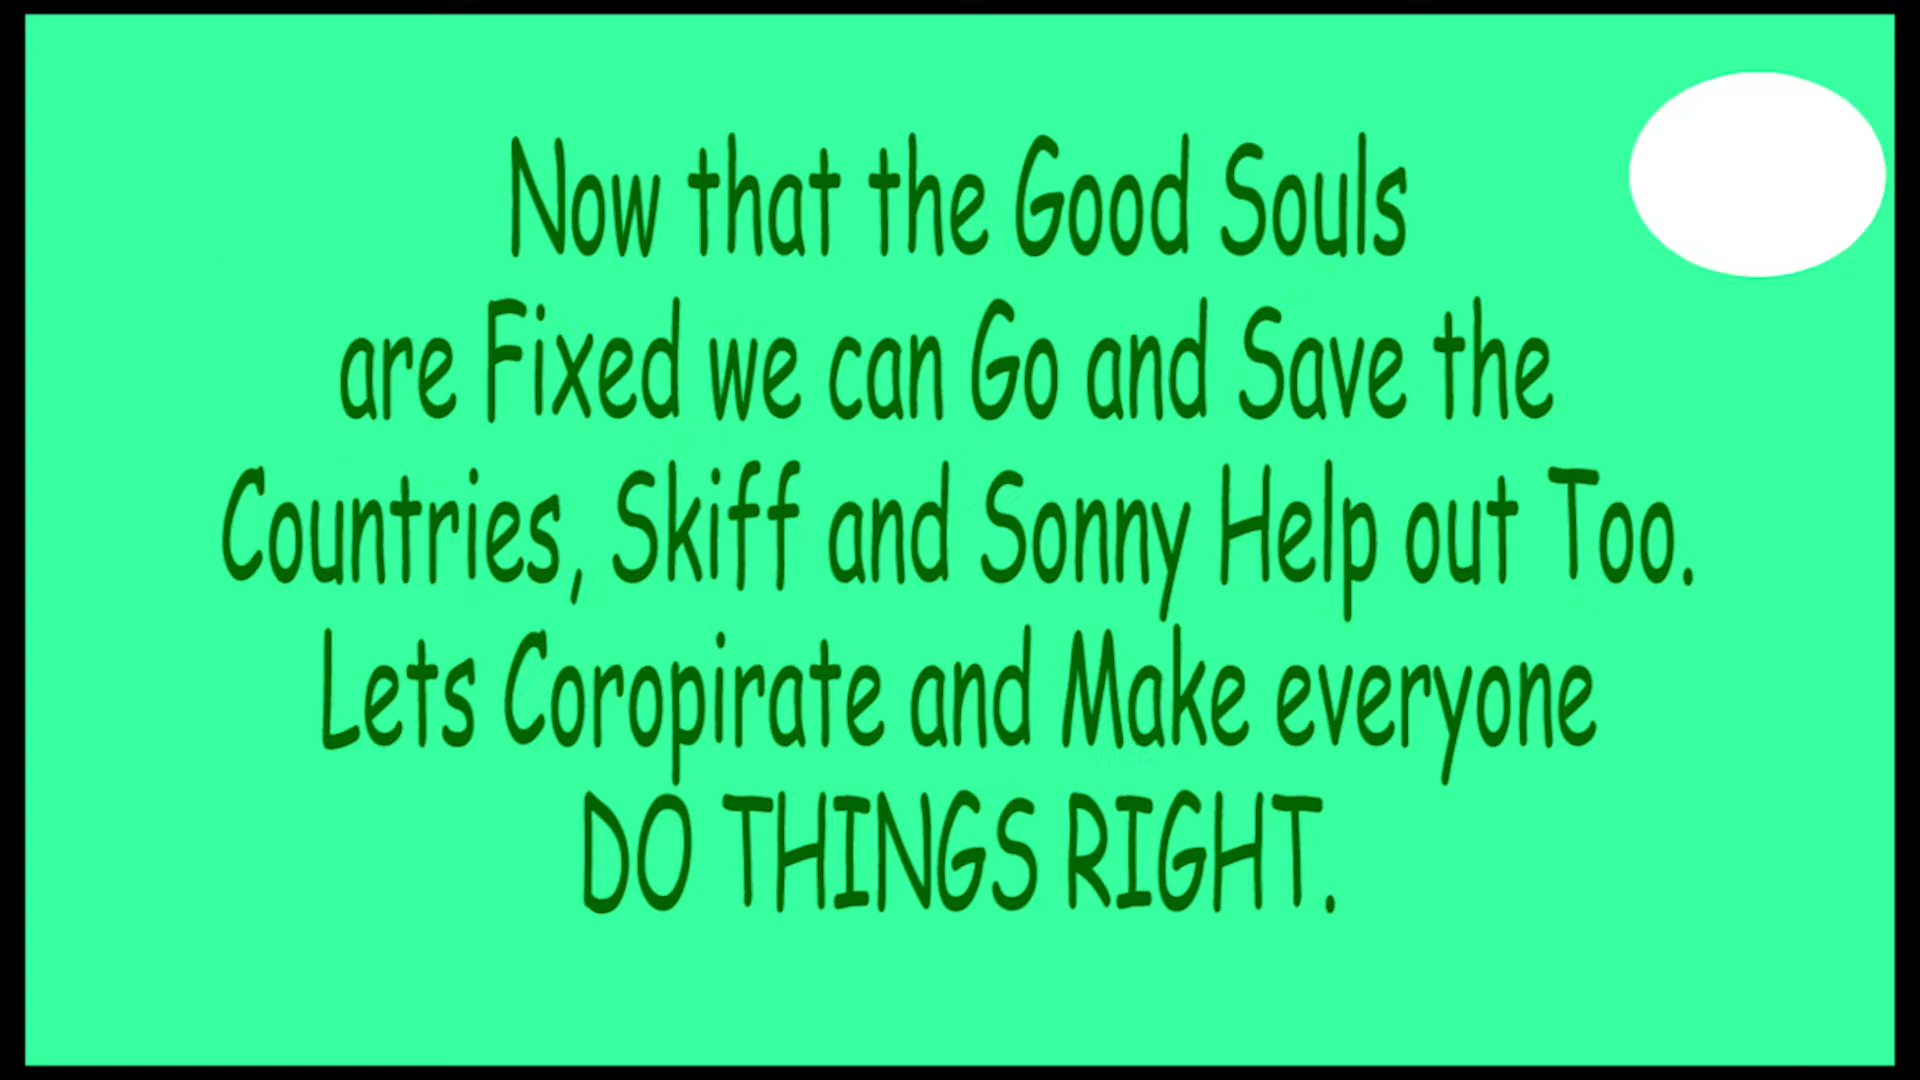 Now that the Good Souls
are Fixed we can Go and Save the
Countries, Skiff and Sonny Help out Too.
Lets Coropirate and Make everyone
DO THINGS RIGHT.